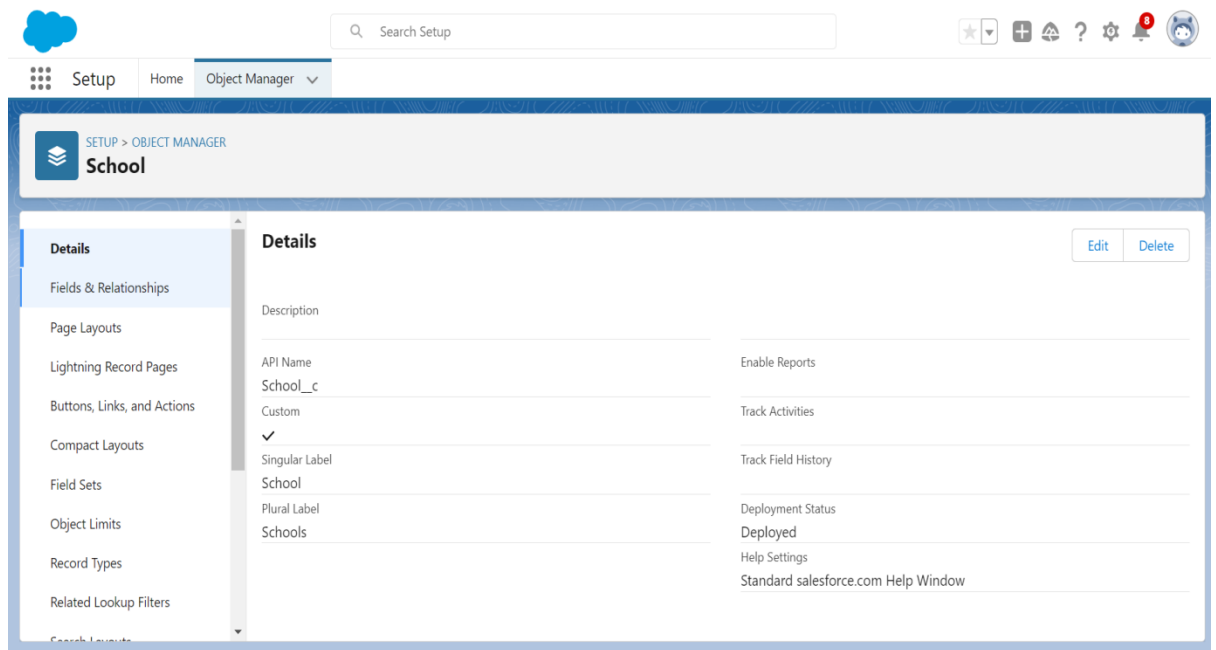 Search Setup
8
Setup
Home
Object Manager
SETUP > OBJECT MANAGER
School
Details
Fields & Relationships
Page Layouts
Lightning Record Pages
Buttons, Links, and Actions
Compact Layouts
Field Sets
Object Limits
Record Types
Related Lookup Filters
Search Layouts
Details
Edit
Delete
Description
API Name
School__c
Custom
Singular Label
School
Plural Label
Schools
Enable Reports
Track Activities
Track Field History
Deployment Status
Deployed
Help Settings
Standard salesforce.com Help Window